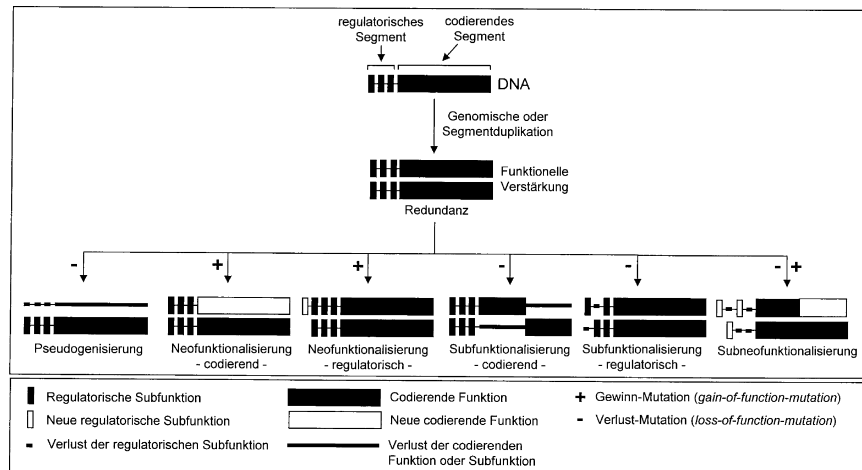 regulatorisches
Segment
codierendes
Segment
DNA
Genomische oder
Segmentduplikation
Funktionelle
Verstärkung
Redundanz
- + + - - - +
Pseudogenisierung
Neofunktionalisierung
- codierend -
Neofunktionalisierung
- regulatorisch -
Subfunktionalisierung
- codierend -
Subfunktionalisierung
- regulatorisch -
Subneofunktionalisierung
Regulatorische Subfunktion
Neue regulatorische Subfunktion
Verlust der regulatorischen Subfunktion
Codierende Funktion
Neue codierende Funktion
Verlust der codierenden
Funktion oder Subfunktion
+ Gewinn-Mutation (gain-of-function-mutation)
- Verlust-Mutation (loss-of-function-mutation)